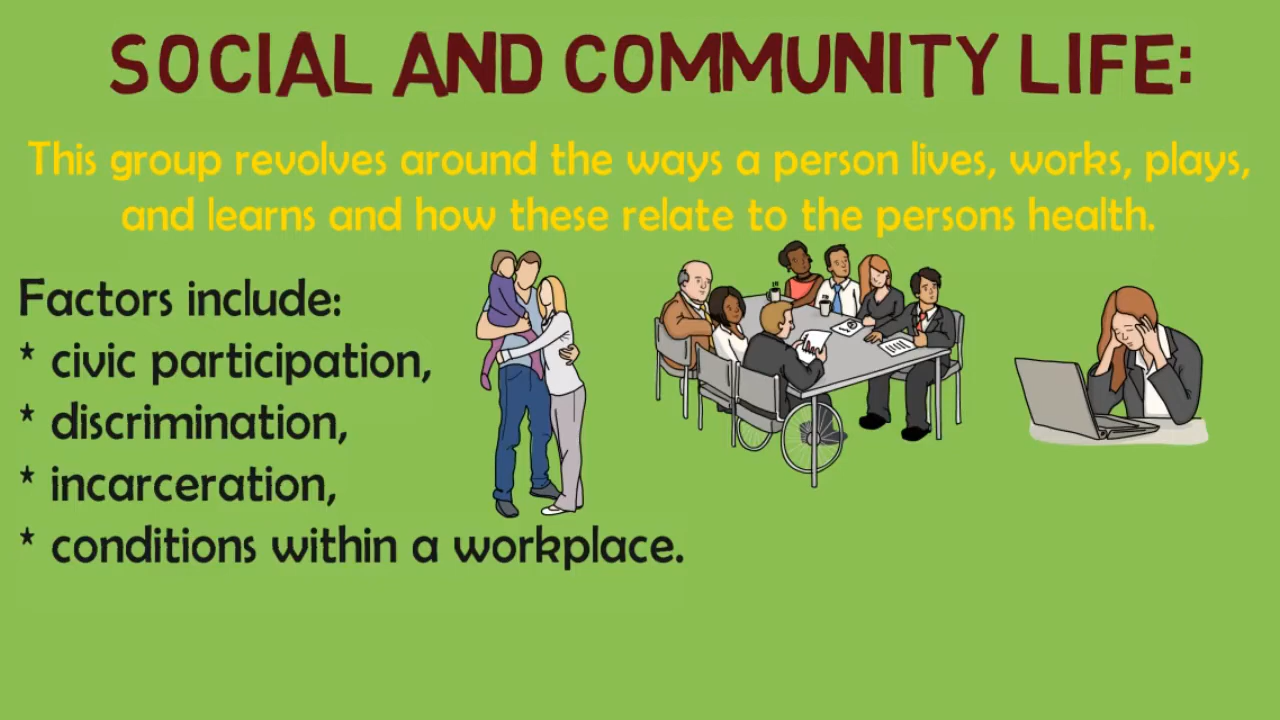 SOCIAL AND COMMUNITY LIFE:
This group revolves around the ways a person lives, works, plays,
and learns and how these relate to the persons health.
Factors include:
* civic participation,
* discrimination,
* incarceration,
* conditions within a workplace.